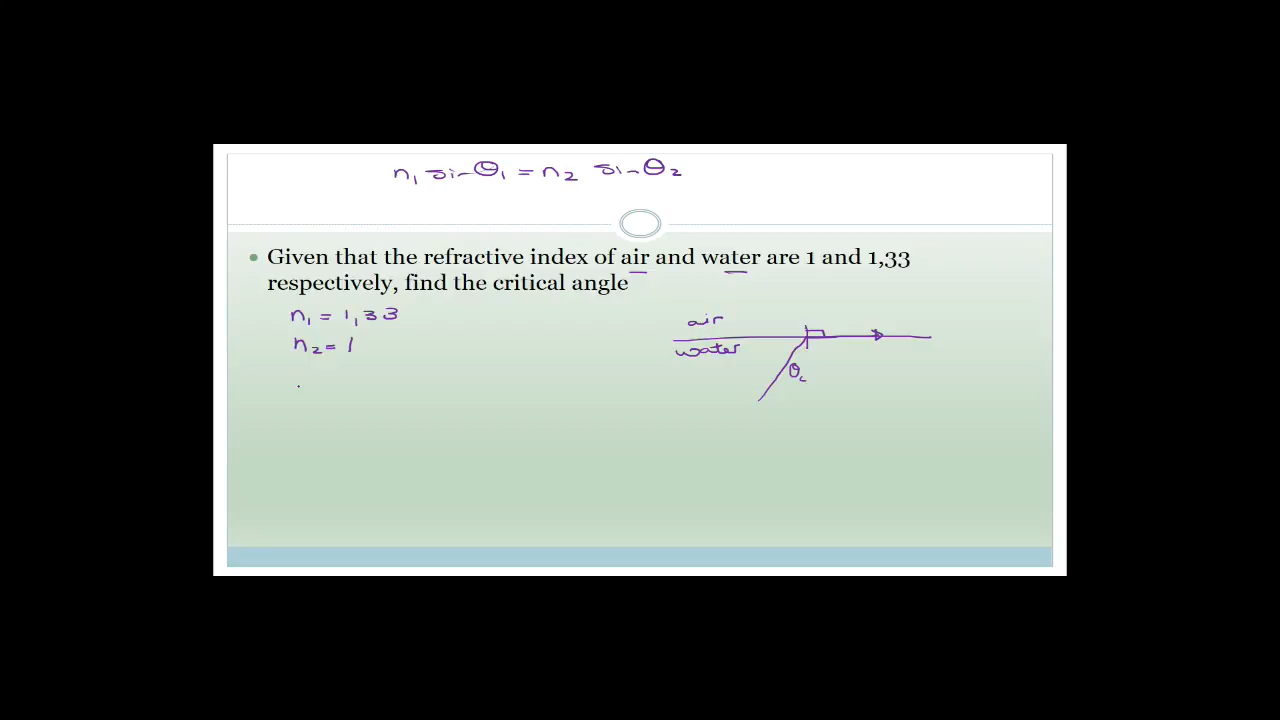 n₁ sin θ₁ = n₂ sin θ₂
Given that the refractive index of air and water are 1 and 1,33
respectively, find the critical angle
n₁ = 1,33
n₂ = 1
air
water
θc